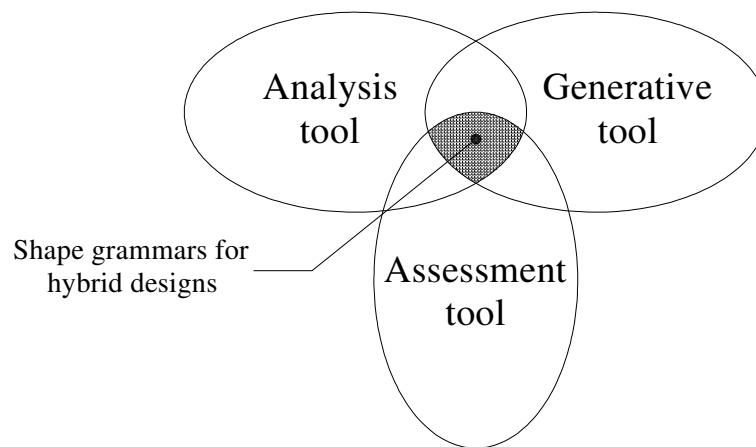 Analysis
tool
Generative
tool
Shape grammars for
hybrid designs
Assessment
tool